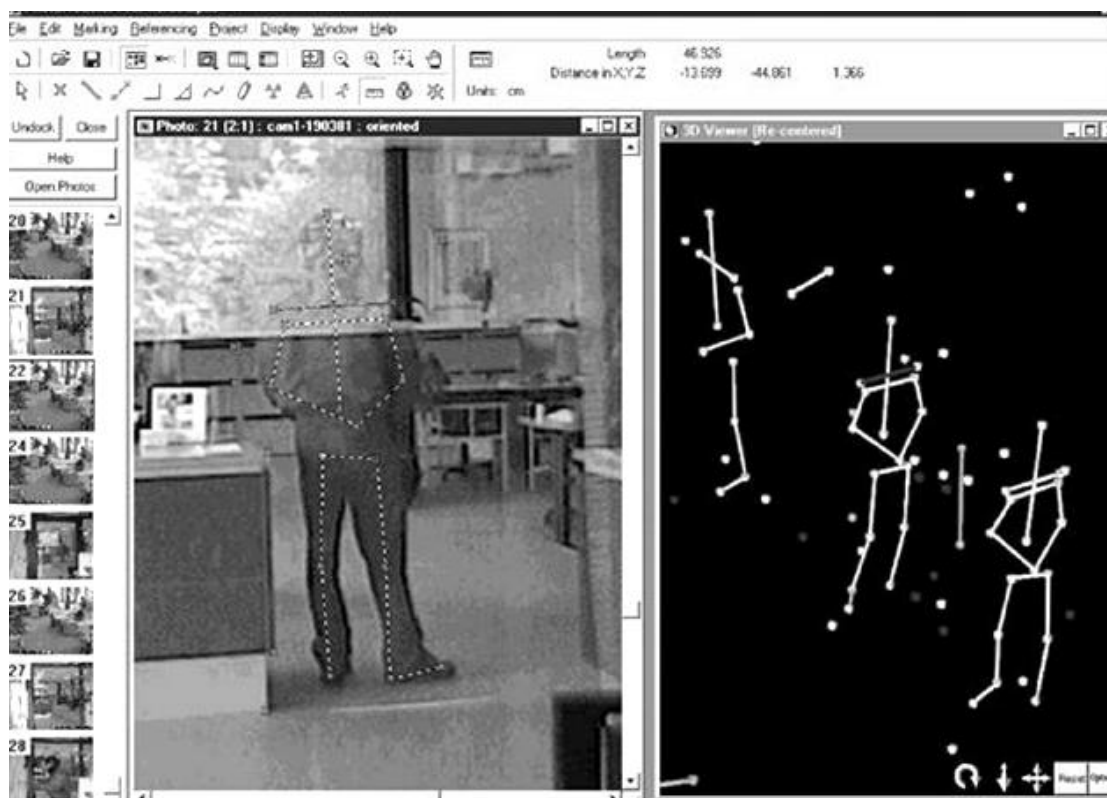 File Edit Marking Referencing Project Display Window Help
Length 46.926
Distance in X,Y,Z -13.699 -44.861 1.366
Units: cm
Undock Close
Photo: 21 (2:1) : cam1-190381 : oriented
3D Viewer [Re-centered]
Help
Open Photos
20
21
22
24
25
26
27
28
Reset